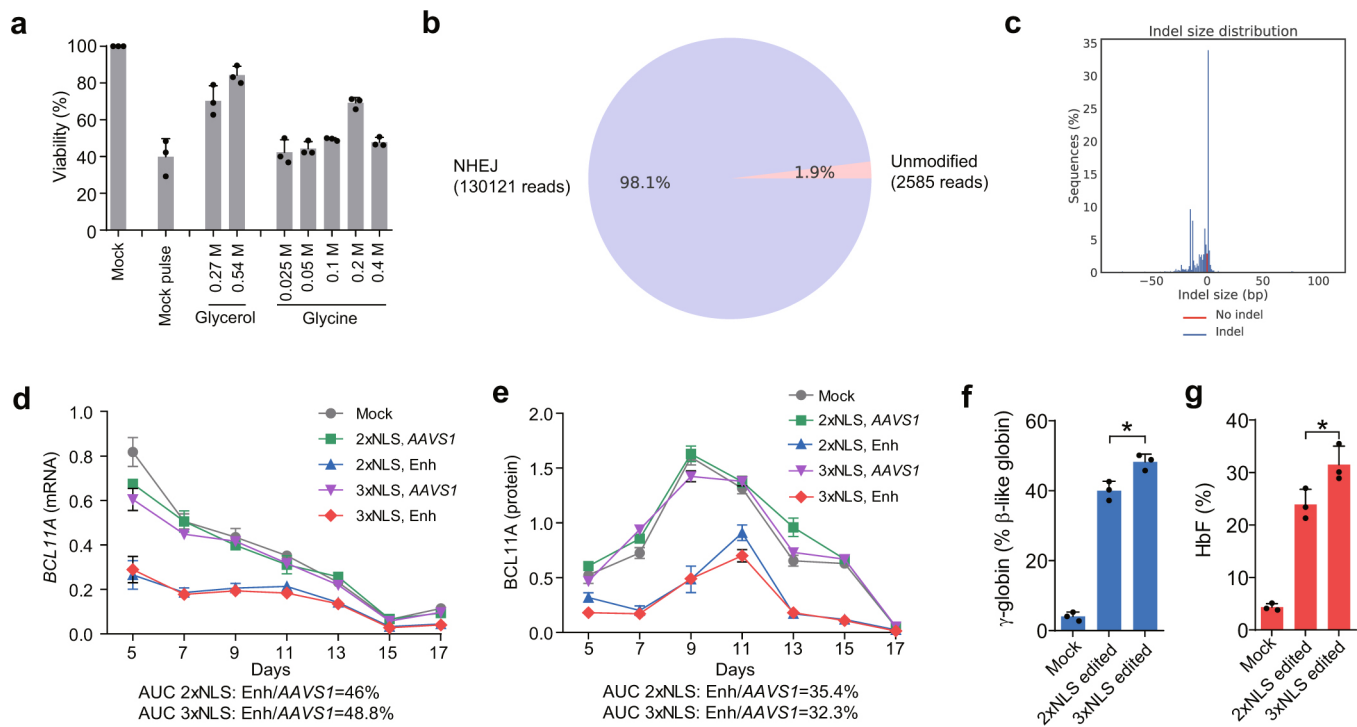 a
100
80
60
40
20
0
Viability (%)
Mock
Mock pulse
0.27 M
0.54 M
0.025 M
0.05 M
0.1 M
0.2 M
0.4 M
Glycerol
Glycine
b
NHEJ
(130121 reads)
98.1%
1.9%
Unmodified
(2585 reads)
c
Indel size distribution
35
30
25
20
15
10
5
0
Sequences (%)
−50
0
50
100
Indel size (bp)
No indel
Indel
d
1.0
0.8
0.6
0.4
0.2
0.0
BCL11A (mRNA)
Mock
2xNLS, AAVS1
2xNLS, Enh
3xNLS, AAVS1
3xNLS, Enh
5 7 9 11 13 15 17
Days
AUC 2xNLS: Enh/AAVS1=46%
AUC 3xNLS: Enh/AAVS1=48.8%
e
2.0
1.5
1.0
0.5
0.0
BCL11A (protein)
Mock
2xNLS, AAVS1
2xNLS, Enh
3xNLS, AAVS1
3xNLS, Enh
5 7 9 11 13 15 17
Days
AUC 2xNLS: Enh/AAVS1=35.4%
AUC 3xNLS: Enh/AAVS1=32.3%
f
60
40
20
0
γ-globin (% β-like globin)
*
Mock
2xNLS edited
3xNLS edited
g
40
30
20
10
0
HbF (%)
*
Mock
2xNLS edited
3xNLS edited